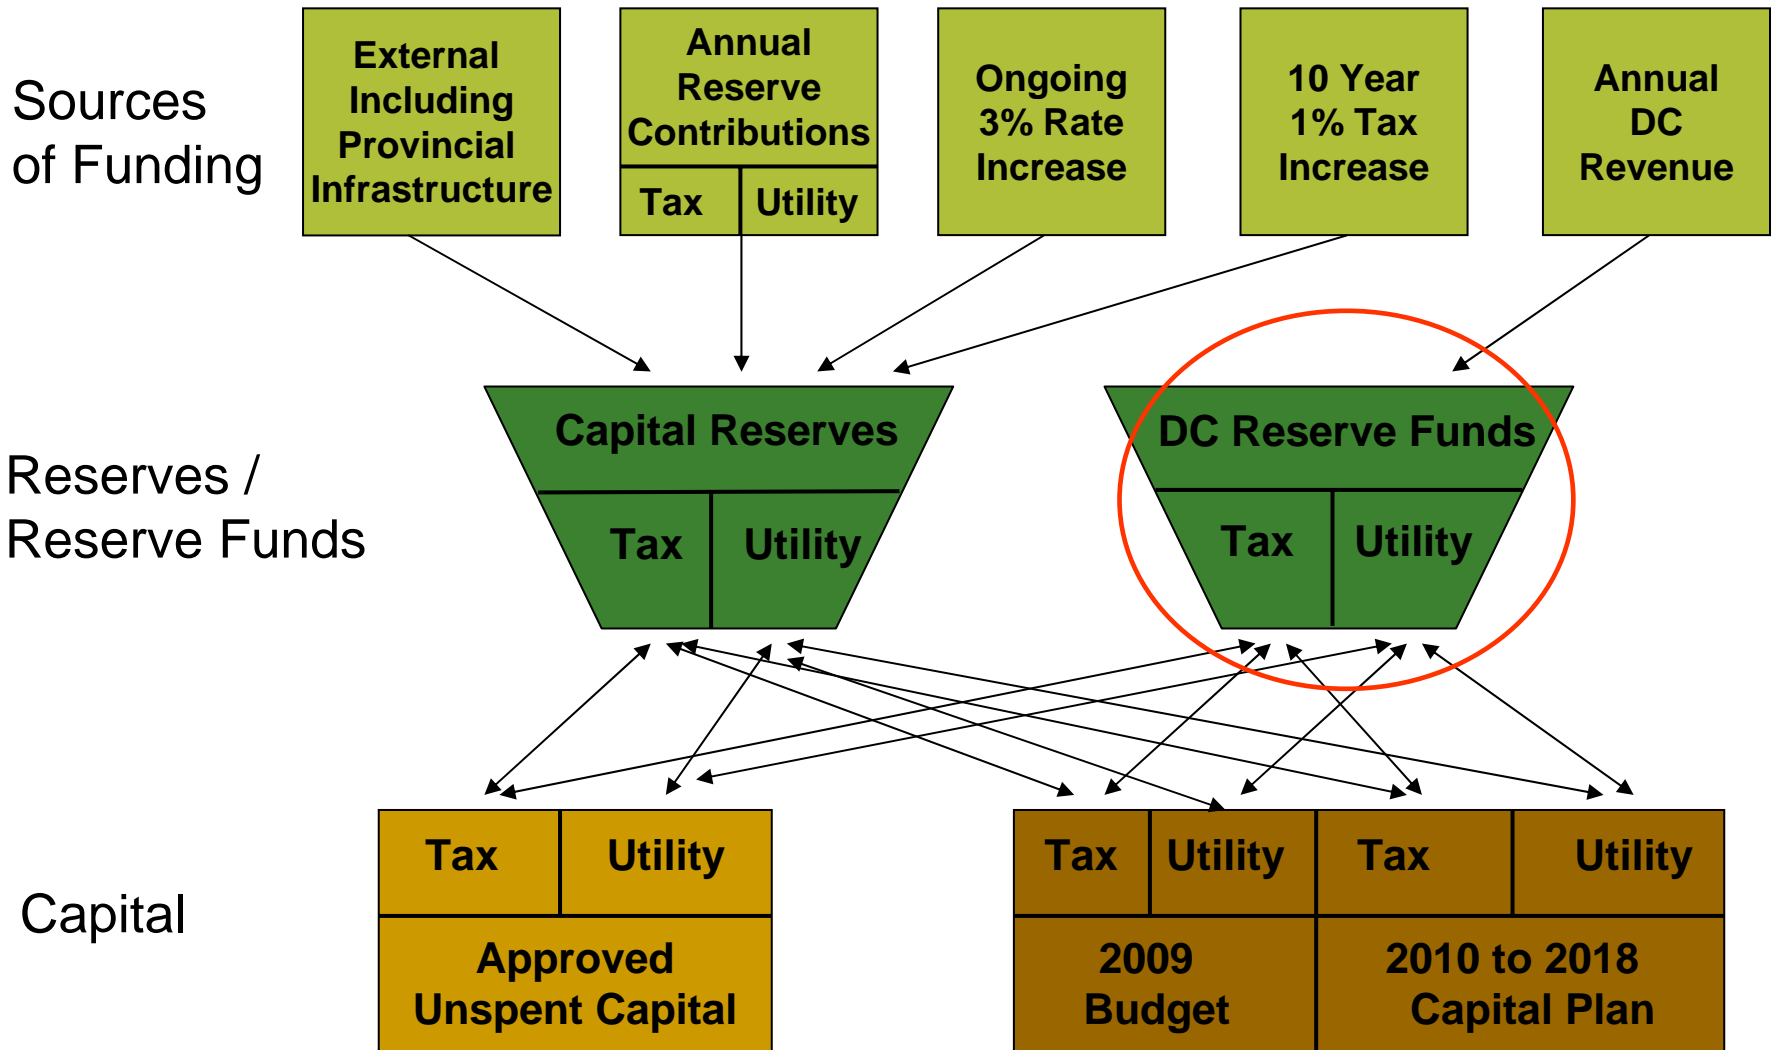 Sources
of Funding
External
Including
Provincial
Infrastructure
Annual
Reserve
Contributions
Tax
Utility
Ongoing
3% Rate
Increase
10 Year
1% Tax
Increase
Annual
DC
Revenue
Reserves /
Reserve Funds
Capital Reserves
Tax
Utility
DC Reserve Funds
Tax
Utility
Capital
Tax
Utility
Approved
Unspent Capital
Tax
Utility
Tax
Utility
2009
Budget
2010 to 2018
Capital Plan